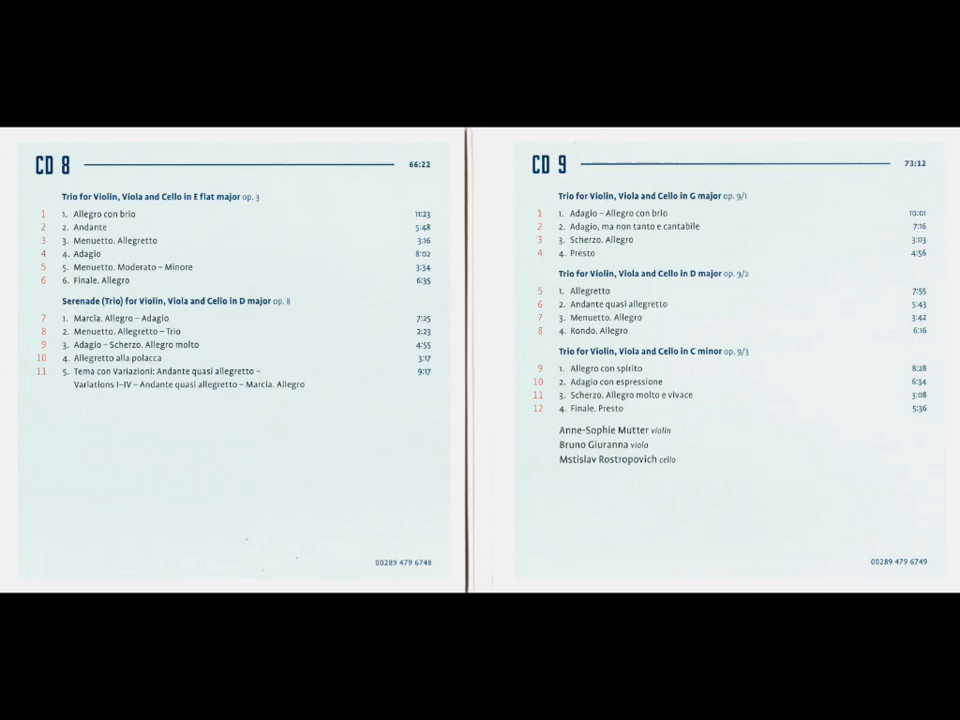 CD 8 66:22
Trio for Violin, Viola and Cello in E flat major op. 3
1 1. Allegro con brio 11:23
2 2. Andante 5:48
3 3. Menuetto. Allegretto 3:16
4 4. Adagio 8:02
5 5. Menuetto. Moderato – Minore 3:34
6 6. Finale. Allegro 6:35
Serenade (Trio) for Violin, Viola and Cello in D major op. 8
7 1. Marcia. Allegro – Adagio 7:25
8 2. Menuetto. Allegretto – Trio 2:23
9 3. Adagio – Scherzo. Allegro molto 4:55
10 4. Allegretto alla polacca 3:17
11 5. Tema con Variazioni: Andante quasi allegretto – 9:17
Variations I–IV – Andante quasi allegretto – Marcia. Allegro
00289 479 6748
CD 9 73:12
Trio for Violin, Viola and Cello in G major op. 9/1
1 1. Adagio – Allegro con brio 10:01
2 2. Adagio, ma non tanto e cantabile 7:16
3 3. Scherzo. Allegro 3:03
4 4. Presto 4:56
Trio for Violin, Viola and Cello in D major op. 9/2
5 1. Allegretto 7:55
6 2. Andante quasi allegretto 5:43
7 3. Menuetto. Allegro 3:42
8 4. Rondo. Allegro 6:16
Trio for Violin, Viola and Cello in C minor op. 9/3
9 1. Allegro con spirito 8:28
10 2. Adagio con espressione 6:34
11 3. Scherzo. Allegro molto e vivace 3:08
12 4. Finale. Presto 5:36
Anne-Sophie Mutter violin
Bruno Giuranna viola
Mstislav Rostropovich cello
00289 479 6749